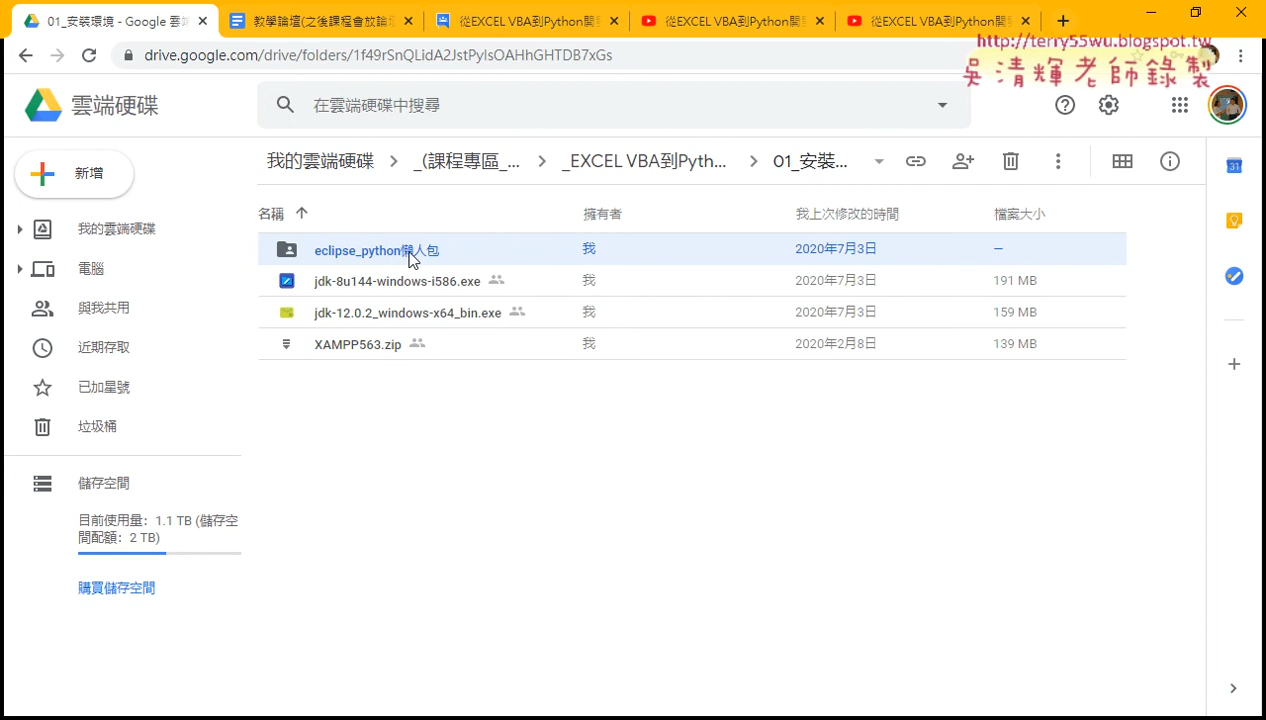 01_安裝環境 - Google 雲端
教學論壇(之後課程會放論壇
從EXCEL VBA到Python開發
從EXCEL VBA到Python開發
從EXCEL VBA到Python開發
drive.google.com/drive/folders/1f49rSnQLidA2JstPyIsOAHhGHTDB7xGs
http://terry55wu.blogspot.tw
吳清輝老師錄製
雲端硬碟
在雲端硬碟中搜尋
新增
我的雲端硬碟
_(課程專區_...
_EXCEL VBA到Pyth...
01_安裝...
名稱
擁有者
我上次修改的時間
檔案大小
eclipse_python懶人包
我
2020年7月3日
–
jdk-8u144-windows-i586.exe
我
2020年7月3日
191 MB
jdk-12.0.2_windows-x64_bin.exe
我
2020年7月3日
159 MB
XAMPP563.zip
我
2020年2月8日
139 MB
我的雲端硬碟
電腦
與我共用
近期存取
已加星號
垃圾桶
儲存空間
目前使用量：1.1 TB (儲存空
間配額：2 TB)
購買儲存空間
31